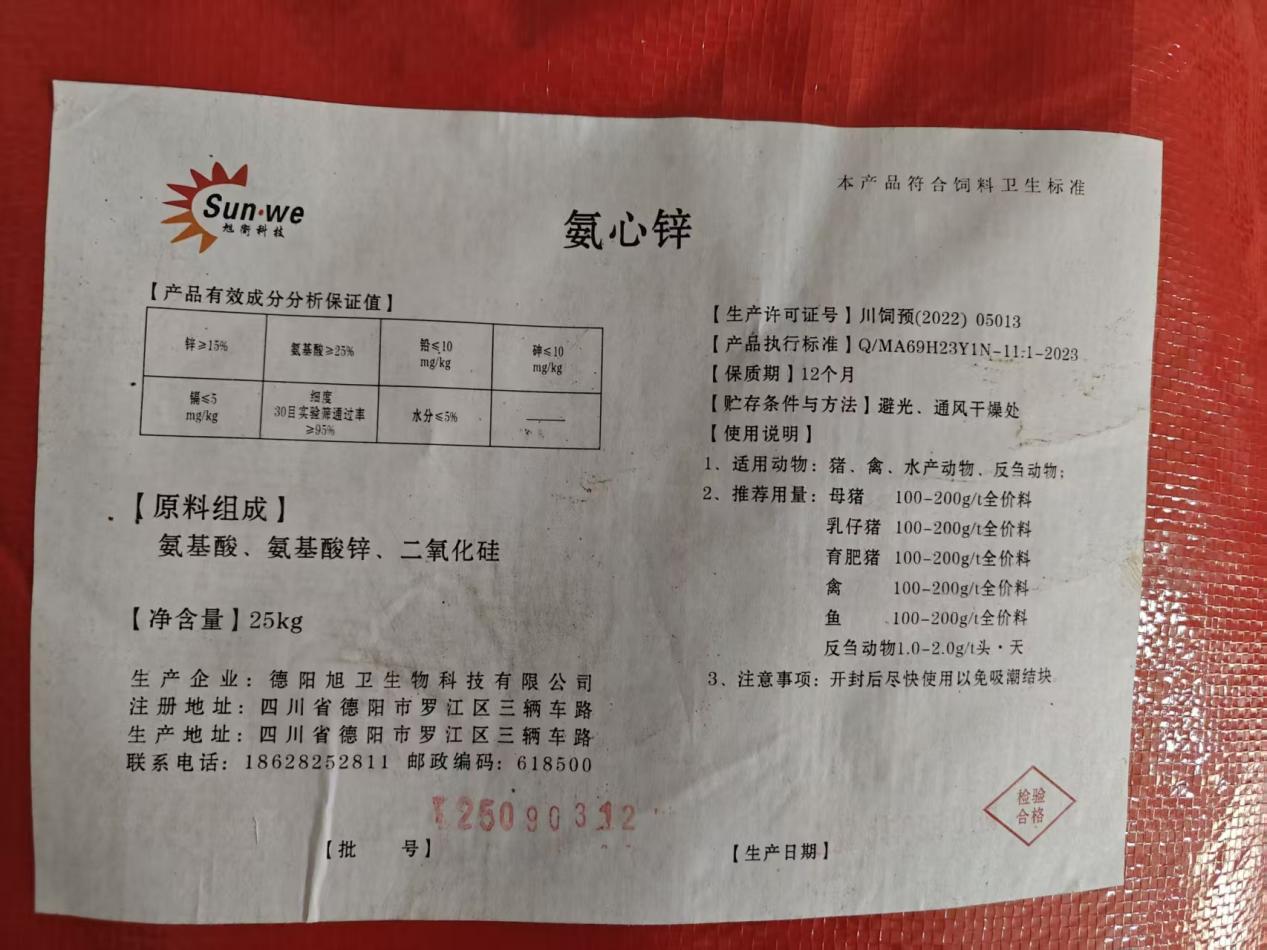 Sun·we
旭衛科技
本产品符合饲料卫生标准
氨心锌
【产品有效成分分析保证值】
锌≥15%
氨基酸≥25%
铅≤10
mg/kg
砷≤10
mg/kg
镉≤5
mg/kg
细度
30目实验筛通过率
≥95%
水分≤5%
【原料组成】
氨基酸、氨基酸锌、二氧化硅
【净含量】25kg
生产企业：德阳旭卫生物科技有限公司
注册地址：四川省德阳市罗江区三辆车路
生产地址：四川省德阳市罗江区三辆车路
联系电话：18628252811 邮政编码：618500
【生产许可证号】川饲预(2022) 05013
【产品执行标准】Q/MA69H23Y1N-11.1-2023
【保质期】12个月
【贮存条件与方法】避光、通风干燥处
【使用说明】
1、适用动物：猪、禽、水产动物、反刍动物；
2、推荐用量：母猪 100-200g/t全价料
乳仔猪 100-200g/t全价料
育肥猪 100-200g/t全价料
禽 100-200g/t全价料
鱼 100-200g/t全价料
反刍动物1.0-2.0g/t头·天
3、注意事项：开封后尽快使用以免吸潮结块
25090312
【批 号】
【生产日期】
检验
合格